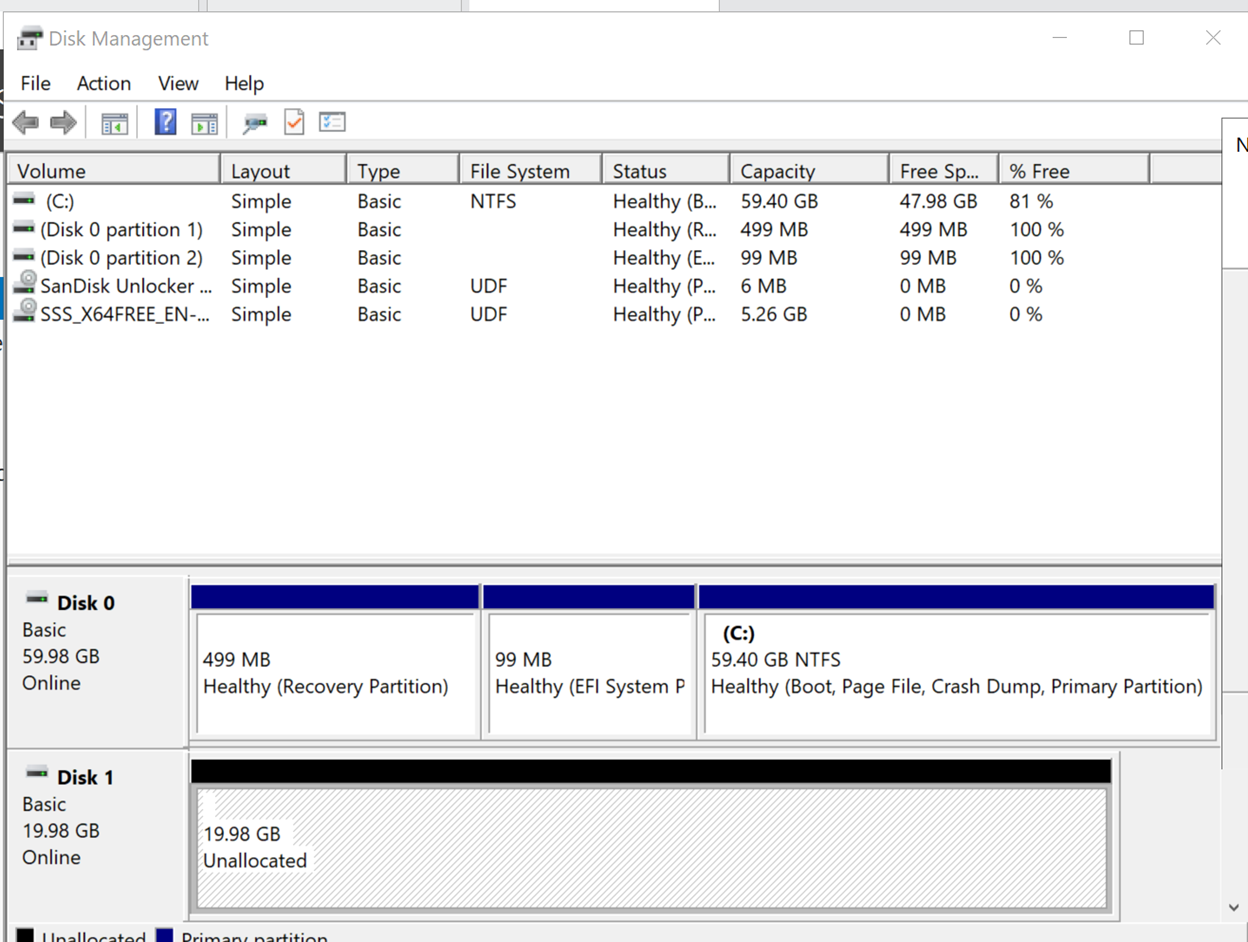 Disk Management
File Action View Help
N
Volume Layout Type File System Status Capacity Free Sp... % Free
(C:) Simple Basic NTFS Healthy (B... 59.40 GB 47.98 GB 81 %
(Disk 0 partition 1) Simple Basic Healthy (R... 499 MB 499 MB 100 %
(Disk 0 partition 2) Simple Basic Healthy (E... 99 MB 99 MB 100 %
SanDisk Unlocker ... Simple Basic UDF Healthy (P... 6 MB 0 MB 0 %
SSS_X64FREE_EN-... Simple Basic UDF Healthy (P... 5.26 GB 0 MB 0 %
Disk 0
Basic
59.98 GB
Online
499 MB
Healthy (Recovery Partition)
99 MB
Healthy (EFI System P
(C:)
59.40 GB NTFS
Healthy (Boot, Page File, Crash Dump, Primary Partition)
Disk 1
Basic
19.98 GB
Online
19.98 GB
Unallocated
Unallocated Primary partition